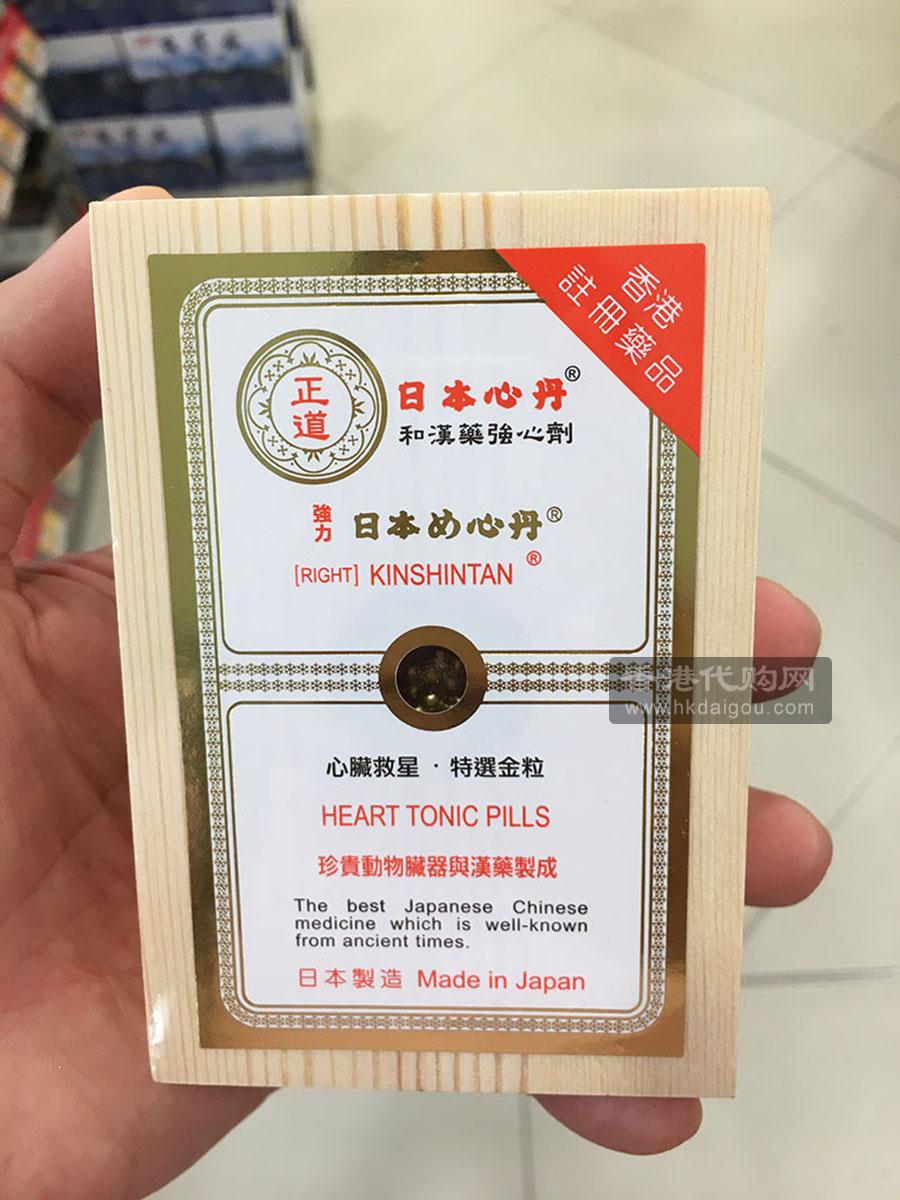 香港
註冊藥品
正道
日本心丹®
和漢藥強心劑
強力
日本め心丹®
[RIGHT] KINSHINTAN ®
香港代购网
www.hkdaigou.com
心臟救星 · 特選金粒
HEART TONIC PILLS
珍貴動物臟器與漢藥製成
The best Japanese Chinese
medicine which is well-known
from ancient times.
日本製造 Made in Japan